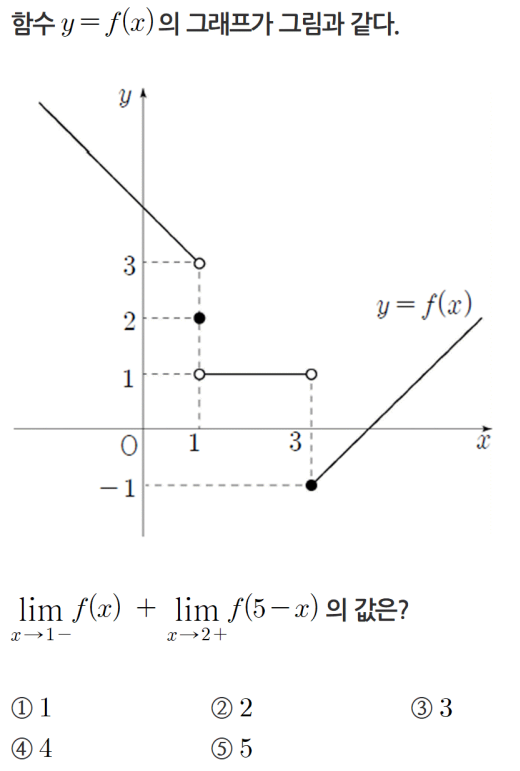 함수 y=f(x)의 그래프가 그림과 같다.
y
3
2
y=f(x)
1
O 1 3 x
−1
lim f(x) + lim f(5−x) 의 값은?
x→1− x→2+
① 1 ② 2 ③ 3
④ 4 ⑤ 5